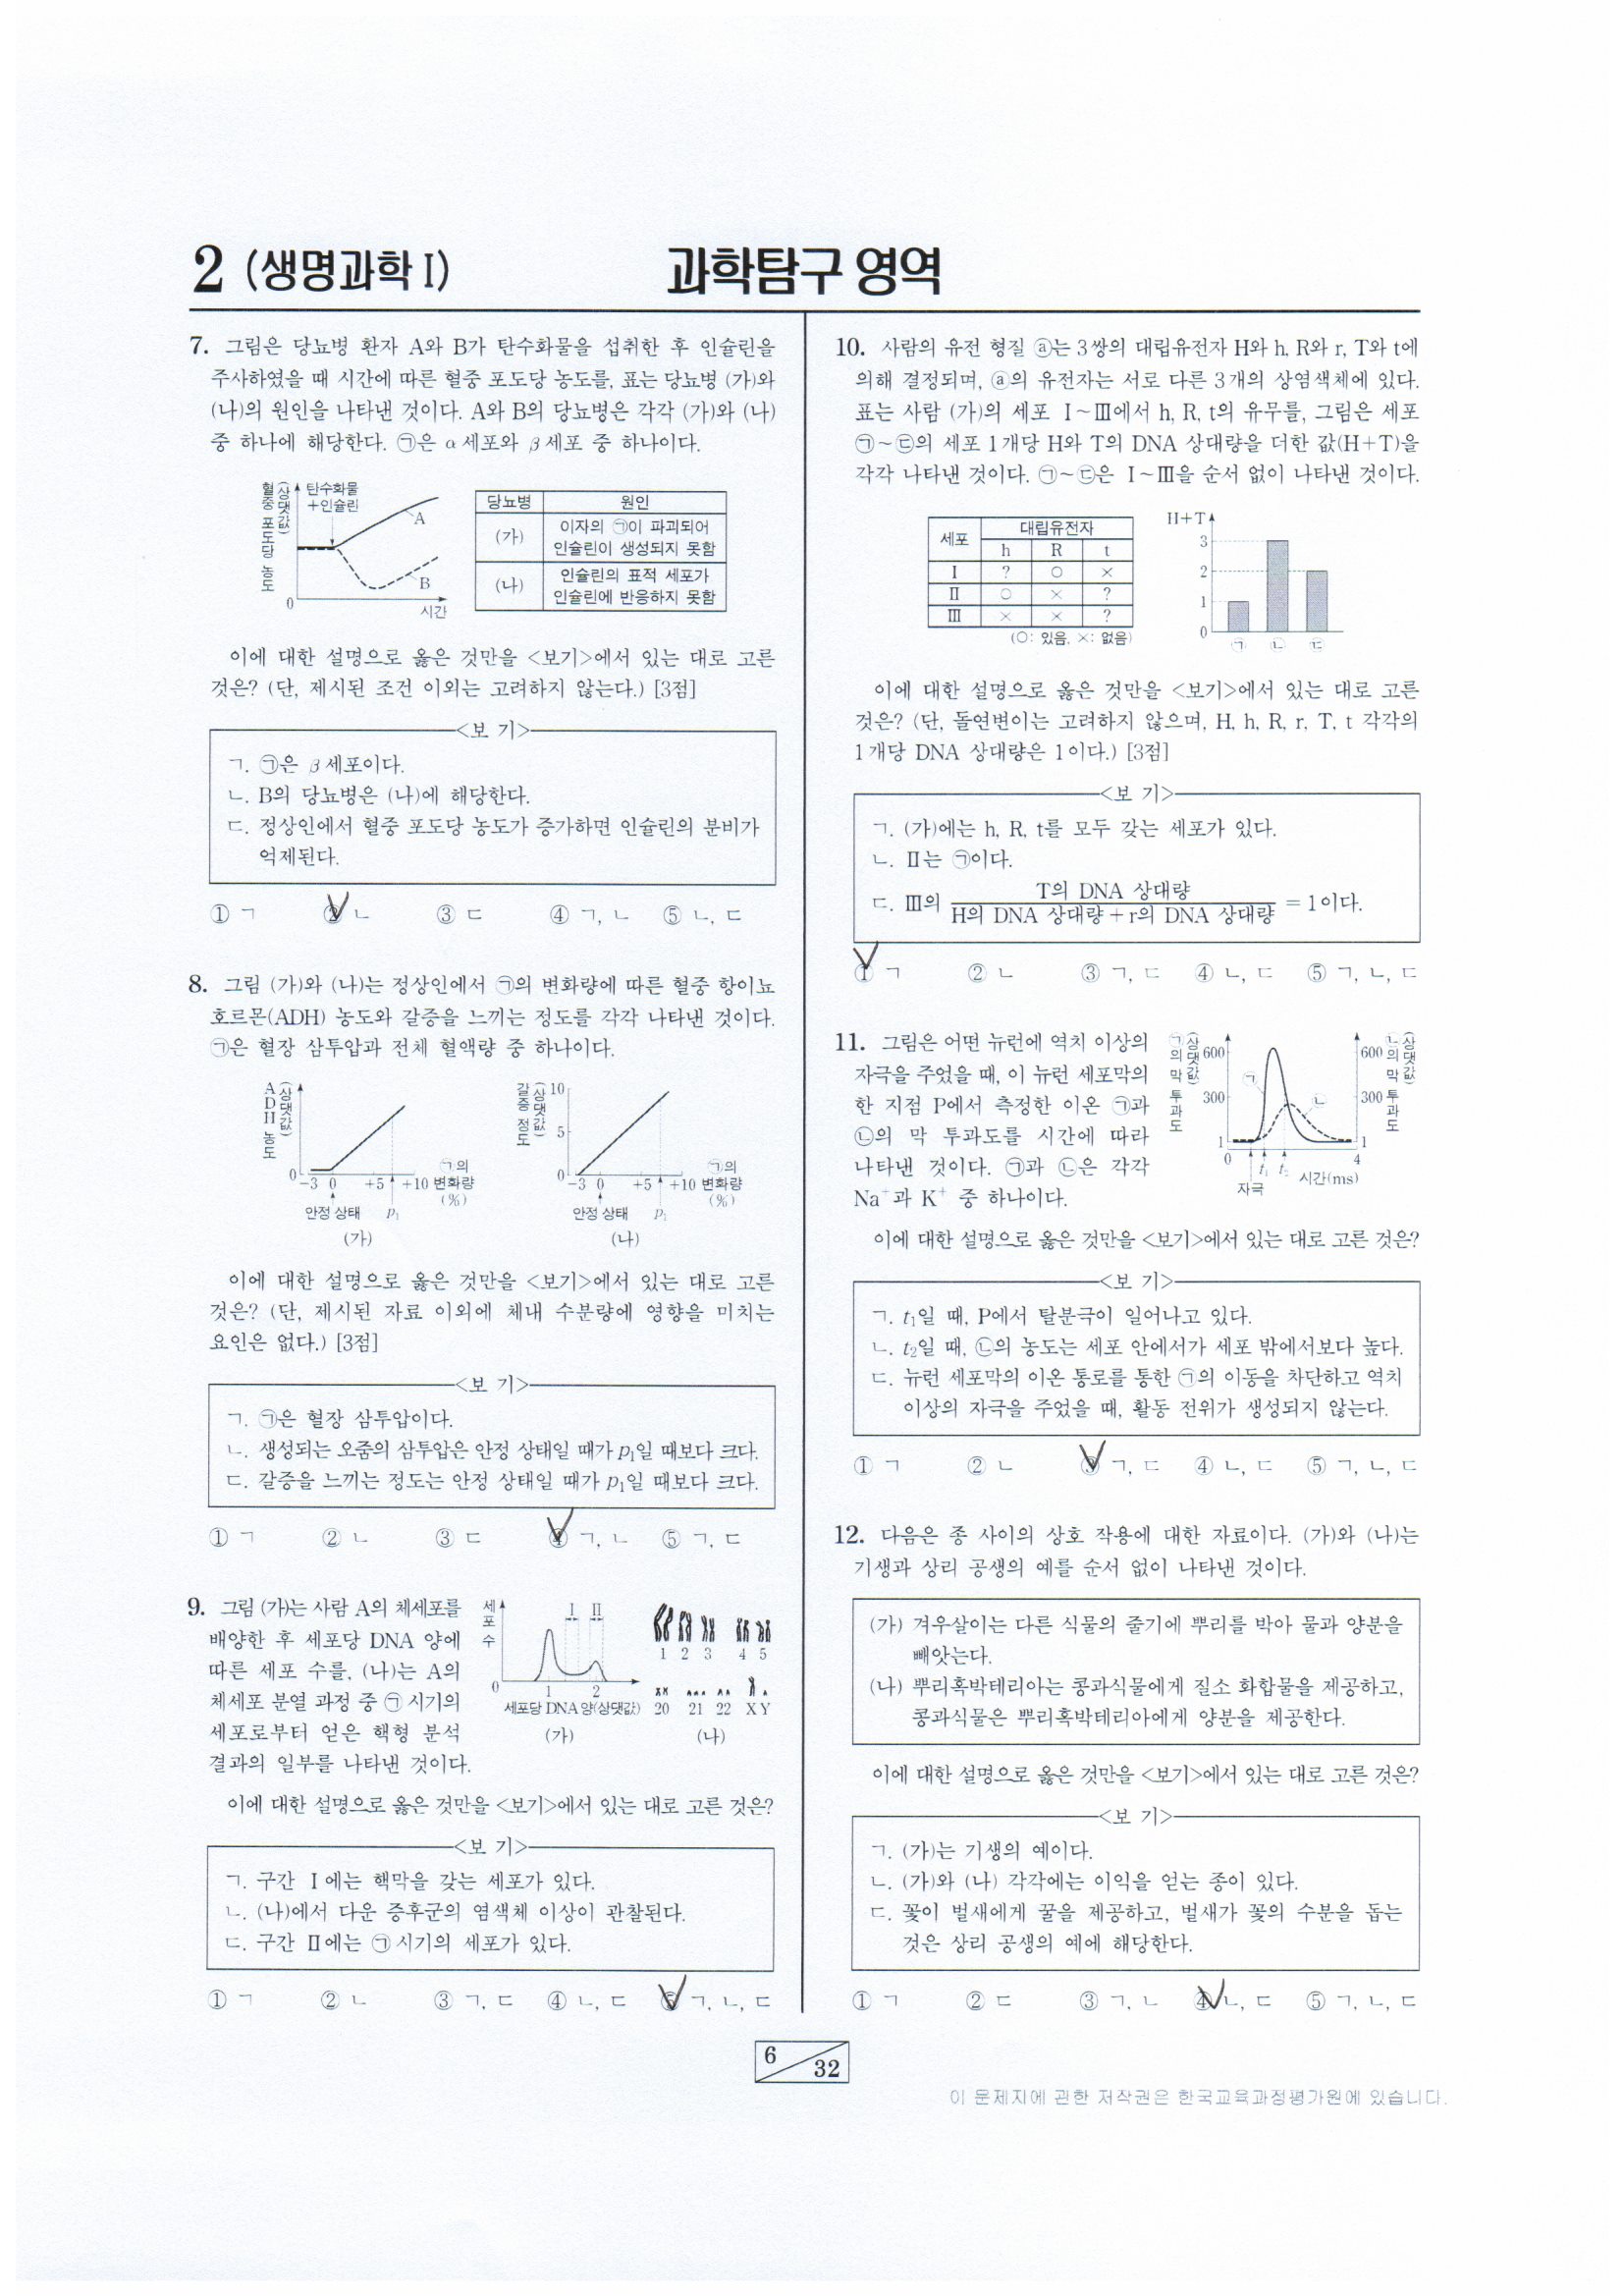 2 (생명과학 I)
과학탐구 영역
7. 그림은 당뇨병 환자 A와 B가 탄수화물을 섭취한 후 인슐린을
주사하였을 때 시간에 따른 혈중 포도당 농도를, 표는 당뇨병 (가)와
(나)의 원인을 나타낸 것이다. A와 B의 당뇨병은 각각 (가)와 (나)
중 하나에 해당한다. ㉠은 α세포와 β세포 중 하나이다.
혈중 포도당 농도 (상댓값)
탄수화물
+인슐린
A
B
0
시간
당뇨병 원인
(가) 이자의 ㉠이 파괴되어
인슐린이 생성되지 못함
(나) 인슐린의 표적 세포가
인슐린에 반응하지 못함
이에 대한 설명으로 옳은 것만을 <보기>에서 있는 대로 고른
것은? (단, 제시된 조건 이외는 고려하지 않는다.) [3점]
<보 기>
ㄱ. ㉠은 β세포이다.
ㄴ. B의 당뇨병은 (나)에 해당한다.
ㄷ. 정상인에서 혈중 포도당 농도가 증가하면 인슐린의 분비가
억제된다.
① ㄱ ② ㄴ ③ ㄷ ④ ㄱ, ㄴ ⑤ ㄴ, ㄷ
8. 그림 (가)와 (나)는 정상인에서 ㉠의 변화량에 따른 혈중 항이뇨
호르몬(ADH) 농도와 갈증을 느끼는 정도를 각각 나타낸 것이다.
㉠은 혈장 삼투압과 전체 혈액량 중 하나이다.
ADH 농도 (상댓값)
0
-3 0 +5 +10
㉠의
변화량
(%)
안정 상태 p₁
(가)
갈증 정도 (상댓값)
10
5
0
-3 0 +5 +10
㉠의
변화량
(%)
안정 상태 p₁
(나)
이에 대한 설명으로 옳은 것만을 <보기>에서 있는 대로 고른
것은? (단, 제시된 자료 이외에 체내 수분량에 영향을 미치는
요인은 없다.) [3점]
<보 기>
ㄱ. ㉠은 혈장 삼투압이다.
ㄴ. 생성되는 오줌의 삼투압은 안정 상태일 때가 p₁일 때보다 크다.
ㄷ. 갈증을 느끼는 정도는 안정 상태일 때가 p₁일 때보다 크다.
① ㄱ ② ㄴ ③ ㄷ ④ ㄱ, ㄴ ⑤ ㄱ, ㄷ
9. 그림 (가)는 사람 A의 체세포를
배양한 후 세포당 DNA 양에
따른 세포 수를, (나)는 A의
체세포 분열 과정 중 ㉠ 시기의
세포로부터 얻은 핵형 분석
결과의 일부를 나타낸 것이다.
세포 수
I II
0 1 2
세포당 DNA 양(상댓값)
(가)
1 2 3 4 5
20 21 22 X Y
(나)
이에 대한 설명으로 옳은 것만을 <보기>에서 있는 대로 고른 것은?
<보 기>
ㄱ. 구간 I에는 핵막을 갖는 세포가 있다.
ㄴ. (나)에서 다운 증후군의 염색체 이상이 관찰된다.
ㄷ. 구간 II에는 ㉠ 시기의 세포가 있다.
① ㄱ ② ㄴ ③ ㄱ, ㄷ ④ ㄴ, ㄷ ⑤ ㄱ, ㄴ, ㄷ
10. 사람의 유전 형질 ⓐ는 3쌍의 대립유전자 H와 h, R와 r, T와 t에
의해 결정되며, ⓐ의 유전자는 서로 다른 3개의 상염색체에 있다.
표는 사람 (가)의 세포 I~III에서 h, R, t의 유무를, 그림은 세포
㉠~㉢의 세포 1개당 H와 T의 DNA 상대량을 더한 값(H+T)을
각각 나타낸 것이다. ㉠~㉢은 I~III을 순서 없이 나타낸 것이다.
세포 대립유전자
h R t
I ? ○ ×
II ○ × ?
III × × ?
(○: 있음, ×: 없음)
H+T
3
2
1
0
㉠ ㉡ ㉢
이에 대한 설명으로 옳은 것만을 <보기>에서 있는 대로 고른
것은? (단, 돌연변이는 고려하지 않으며, H, h, R, r, T, t 각각의
1개당 DNA 상대량은 1이다.) [3점]
<보 기>
ㄱ. (가)에는 h, R, t를 모두 갖는 세포가 있다.
ㄴ. II는 ㉠이다.
ㄷ. III의 T의 DNA 상대량 / H의 DNA 상대량 + r의 DNA 상대량 = 1이다.
① ㄱ ② ㄴ ③ ㄱ, ㄷ ④ ㄴ, ㄷ ⑤ ㄱ, ㄴ, ㄷ
11. 그림은 어떤 뉴런에 역치 이상의
자극을 주었을 때, 이 뉴런 세포막의
한 지점 P에서 측정한 이온 ㉠과
㉡의 막 투과도를 시간에 따라
나타낸 것이다. ㉠과 ㉡은 각각
Na⁺과 K⁺ 중 하나이다.
㉠의 막 투과도 (상댓값)
600
300
1
㉠
㉡
600
300
1
㉡의 막 투과도 (상댓값)
0 t₁ t₂ 4
자극 시간(ms)
이에 대한 설명으로 옳은 것만을 <보기>에서 있는 대로 고른 것은?
<보 기>
ㄱ. t₁일 때, P에서 탈분극이 일어나고 있다.
ㄴ. t₂일 때, ㉡의 농도는 세포 안에서가 세포 밖에서보다 높다.
ㄷ. 뉴런 세포막의 이온 통로를 통한 ㉠의 이동을 차단하고 역치
이상의 자극을 주었을 때, 활동 전위가 생성되지 않는다.
① ㄱ ② ㄴ ③ ㄱ, ㄷ ④ ㄴ, ㄷ ⑤ ㄱ, ㄴ, ㄷ
12. 다음은 종 사이의 상호 작용에 대한 자료이다. (가)와 (나)는
기생과 상리 공생의 예를 순서 없이 나타낸 것이다.
(가) 겨우살이는 다른 식물의 줄기에 뿌리를 박아 물과 양분을
빼앗는다.
(나) 뿌리혹박테리아는 콩과식물에게 질소 화합물을 제공하고,
콩과식물은 뿌리혹박테리아에게 양분을 제공한다.
이에 대한 설명으로 옳은 것만을 <보기>에서 있는 대로 고른 것은?
<보 기>
ㄱ. (가)는 기생의 예이다.
ㄴ. (가)와 (나) 각각에는 이익을 얻는 종이 있다.
ㄷ. 꽃이 벌새에게 꿀을 제공하고, 벌새가 꽃의 수분을 돕는
것은 상리 공생의 예에 해당한다.
① ㄱ ② ㄷ ③ ㄱ, ㄴ ④ ㄴ, ㄷ ⑤ ㄱ, ㄴ, ㄷ
6 32
이 문제지에 관한 저작권은 한국교육과정평가원에 있습니다.